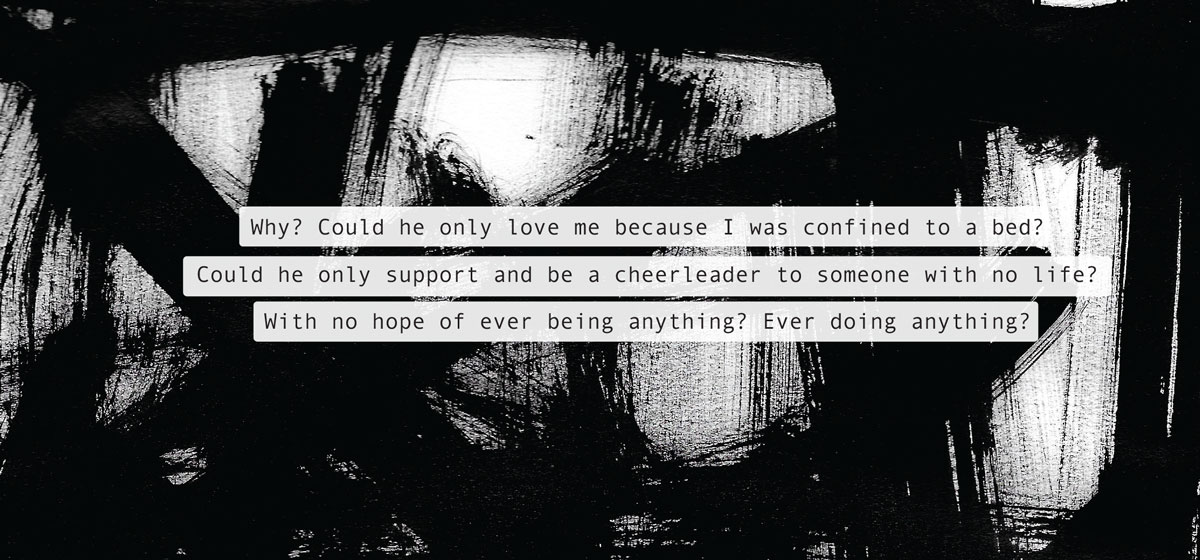 Why? Could he only love me because I was confined to a bed?
Could he only support and be a cheerleader to someone with no life?
With no hope of ever being anything? Ever doing anything?